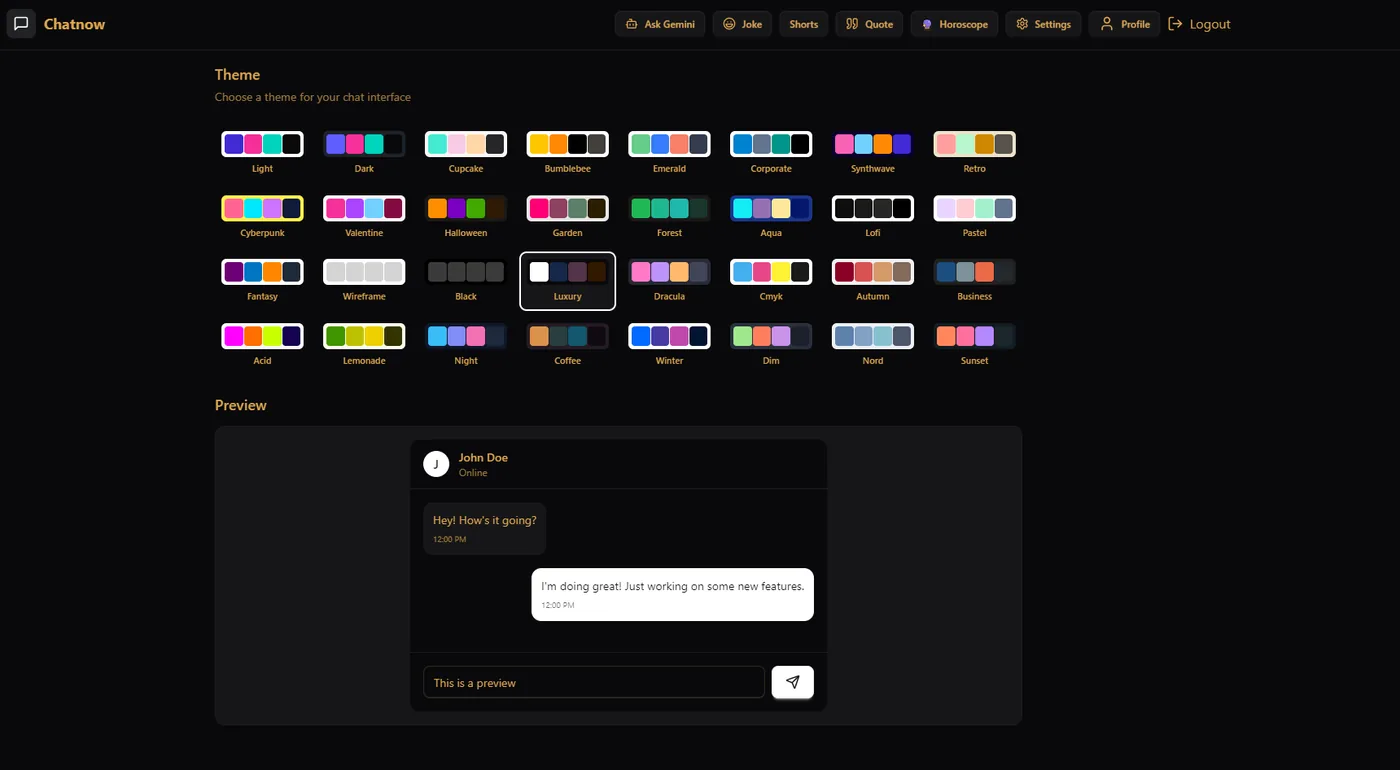 Chatnow
Ask Gemini Joke Shorts Quote Horoscope Settings Profile Logout
Theme
Choose a theme for your chat interface
Light Dark Cupcake Bumblebee Emerald Corporate Synthwave Retro
Cyberpunk Valentine Halloween Garden Forest Aqua Lofi Pastel
Fantasy Wireframe Black Luxury Dracula Cmyk Autumn Business
Acid Lemonade Night Coffee Winter Dim Nord Sunset
Preview
J
John Doe
Online
Hey! How's it going?
12:00 PM
I'm doing great! Just working on some new features.
12:00 PM
This is a preview